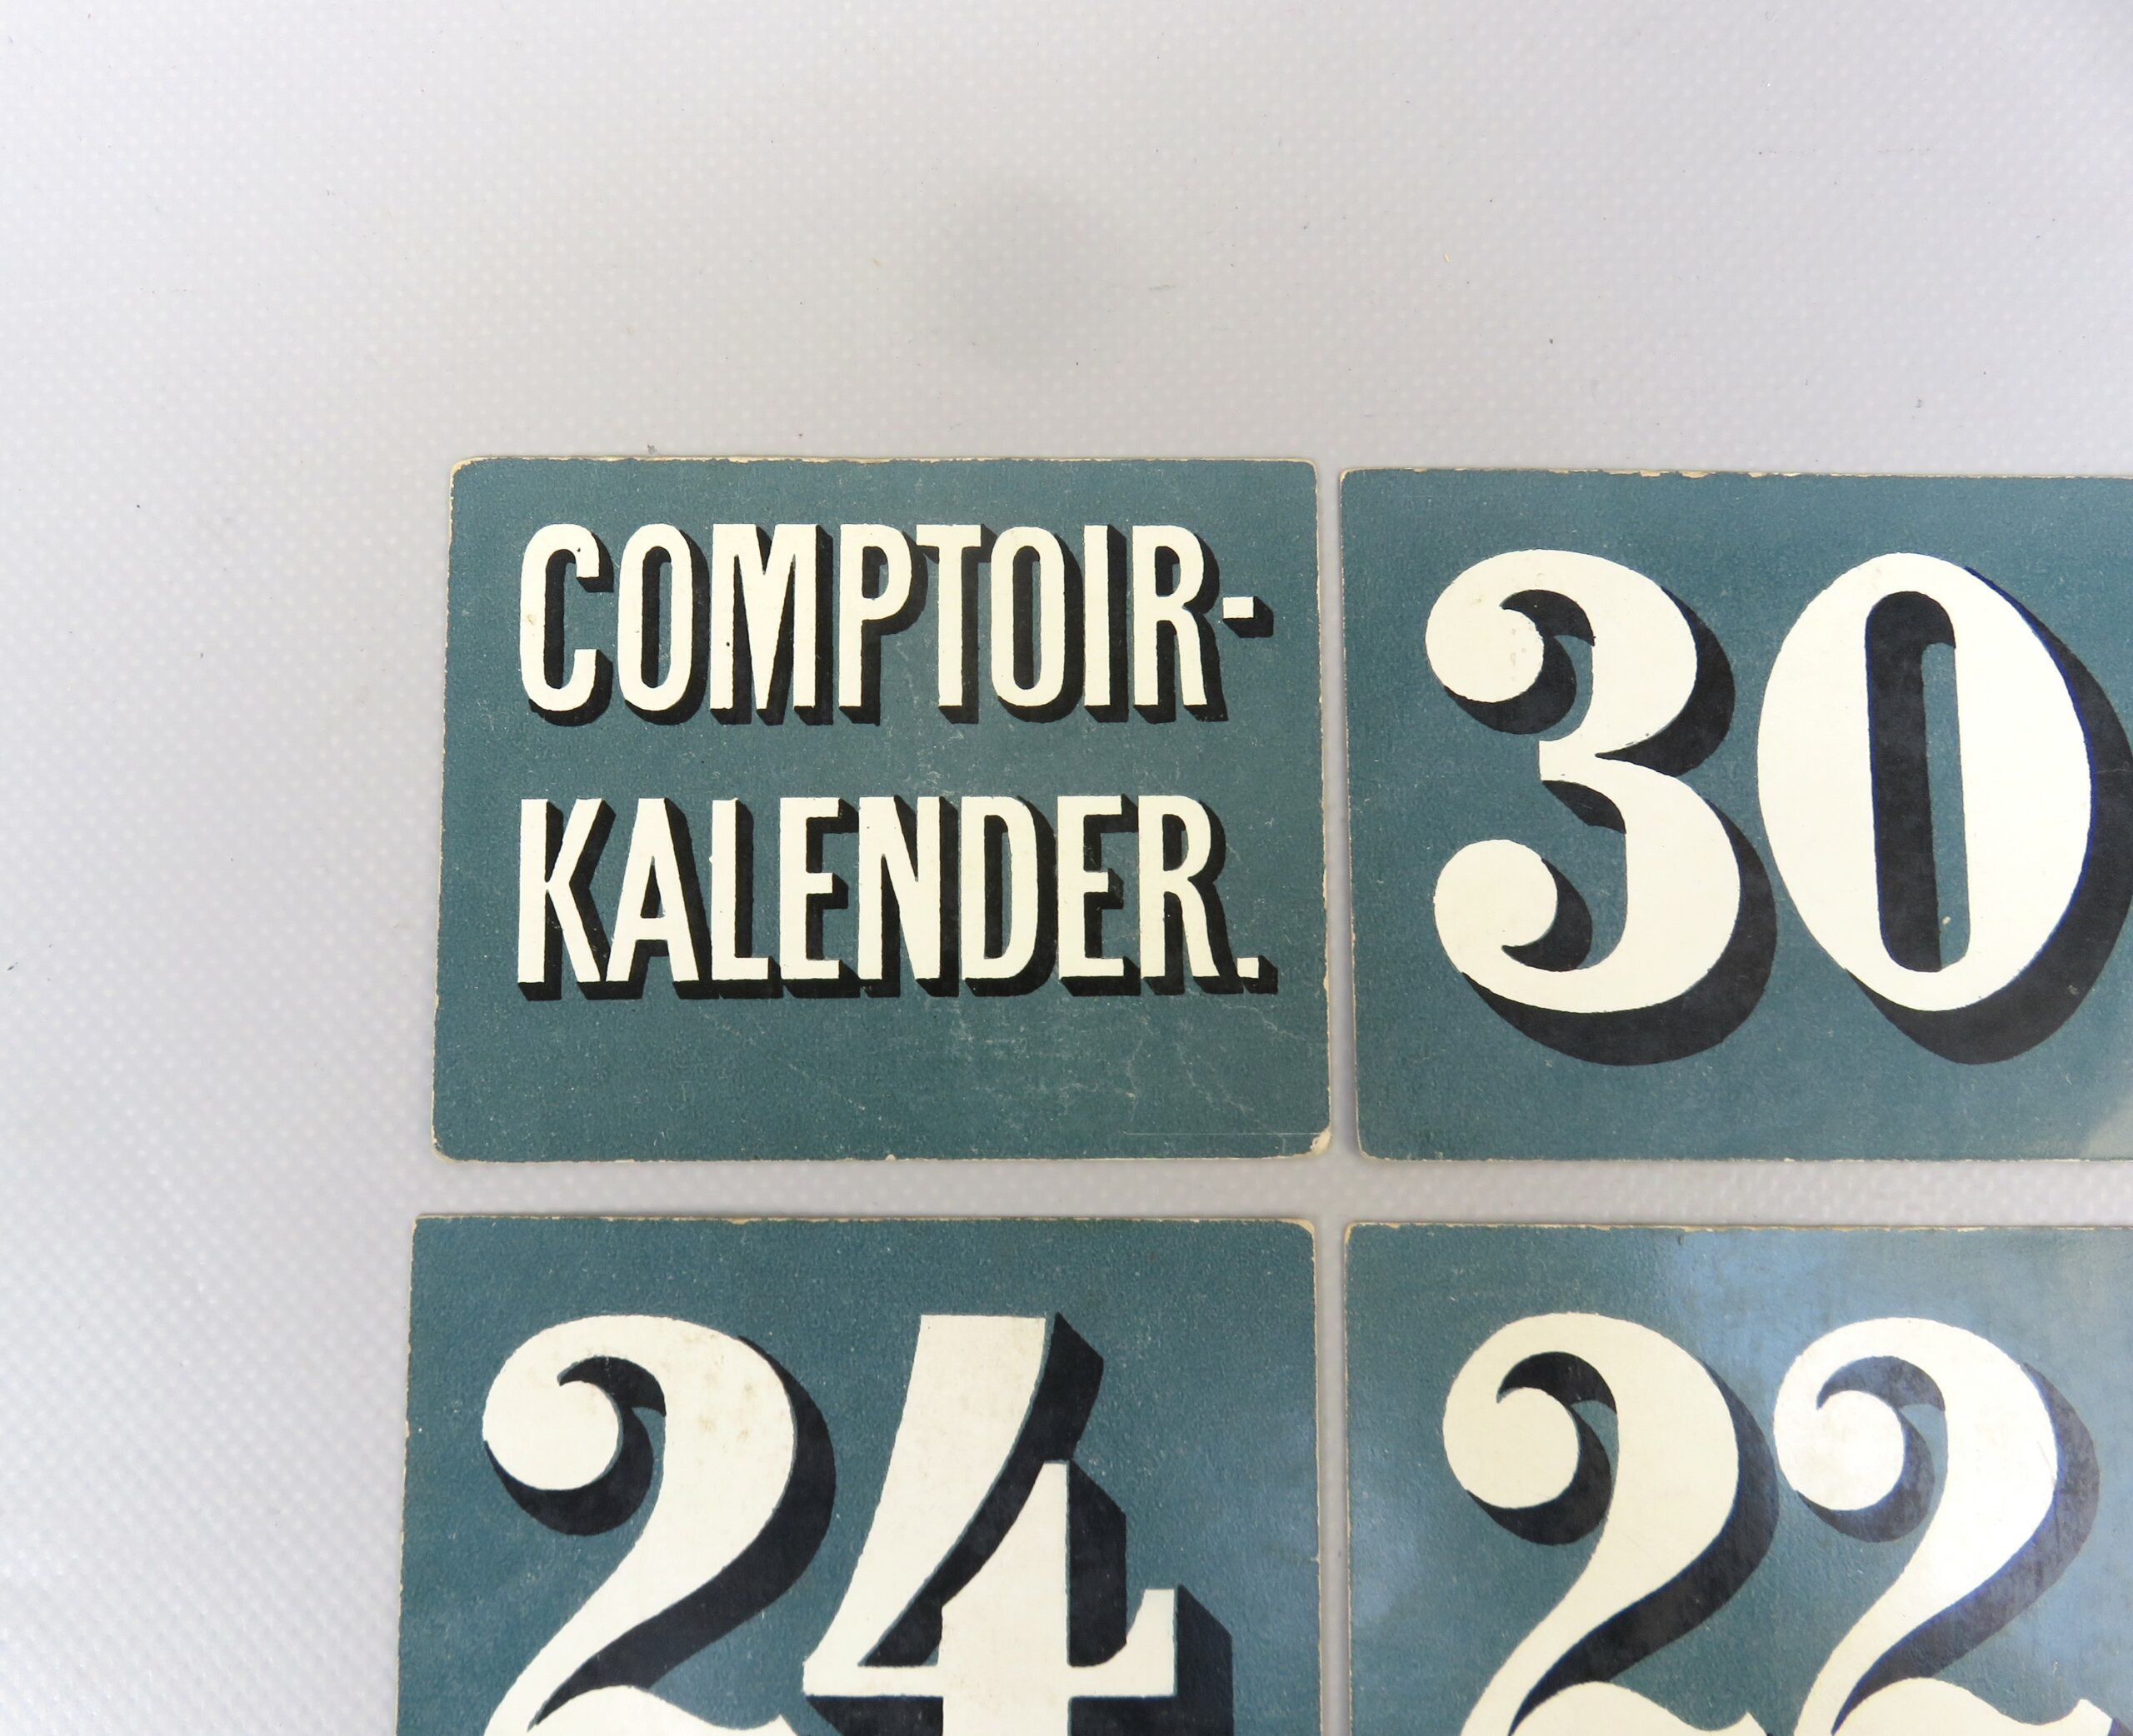 COMPTOIR-
KALENDER.
30
24
22